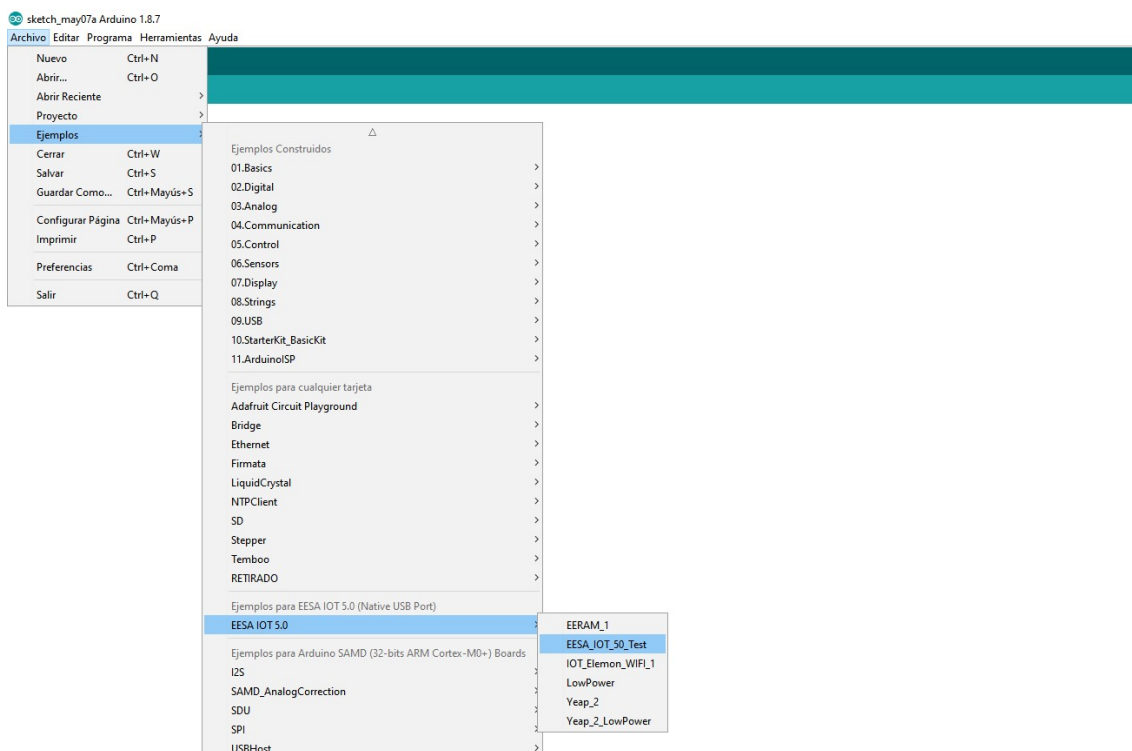 sketch_may07a Arduino 1.8.7
Archivo Editar Programa Herramientas Ayuda
Nuevo Ctrl+N
Abrir... Ctrl+O
Abrir Reciente
Proyecto
Ejemplos
Cerrar Ctrl+W
Salvar Ctrl+S
Guardar Como... Ctrl+Mayús+S
Configurar Página Ctrl+Mayús+P
Imprimir Ctrl+P
Preferencias Ctrl+Coma
Salir Ctrl+Q
Ejemplos Construidos
01.Basics
02.Digital
03.Analog
04.Communication
05.Control
06.Sensors
07.Display
08.Strings
09.USB
10.StarterKit_BasicKit
11.ArduinoISP
Ejemplos para cualquier tarjeta
Adafruit Circuit Playground
Bridge
Ethernet
Firmata
LiquidCrystal
NTPClient
SD
Stepper
Temboo
RETIRADO
Ejemplos para EESA IOT 5.0 (Native USB Port)
EESA IOT 5.0
Ejemplos para Arduino SAMD (32-bits ARM Cortex-M0+) Boards
I2S
SAMD_AnalogCorrection
SDU
SPI
USBHost
EERAM_1
EESA_IOT_50_Test
IOT_Elemon_WIFI_1
LowPower
Yeap_2
Yeap_2_LowPower